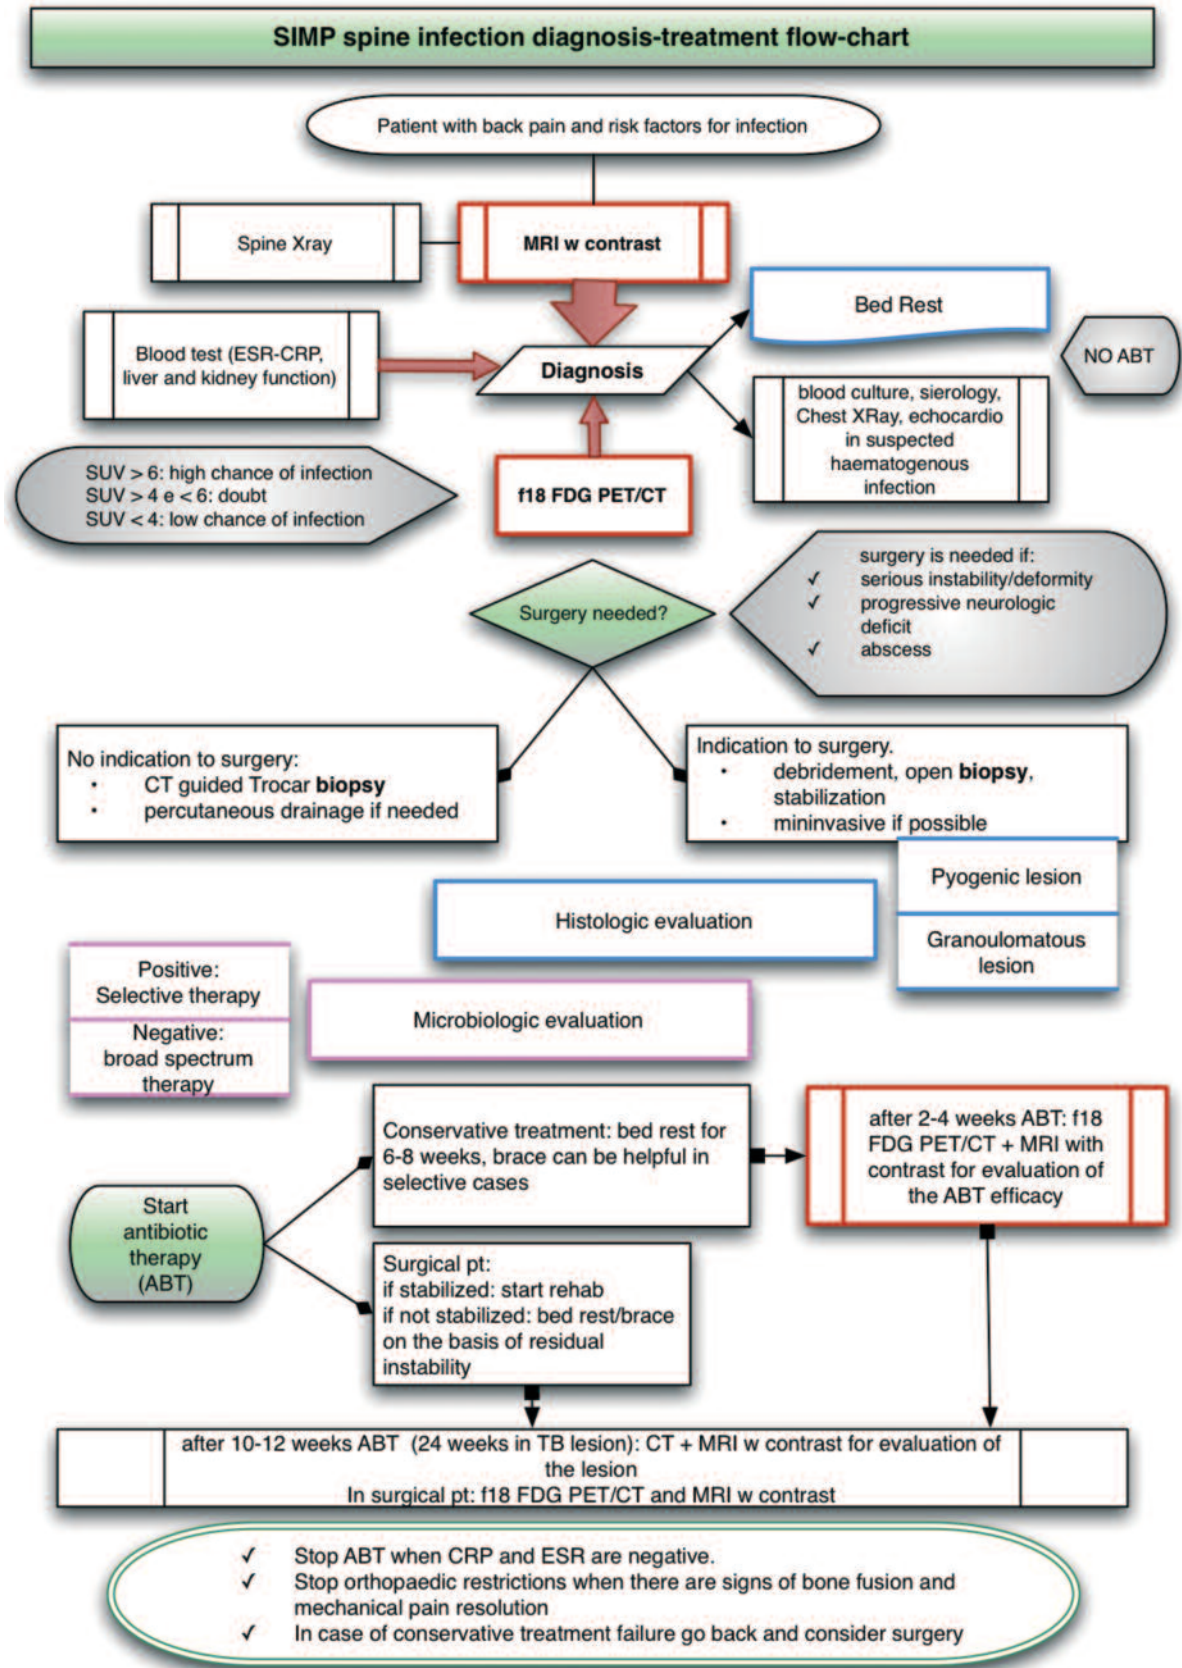 SIMP spine infection diagnosis-treatment flow-chart
Patient with back pain and risk factors for infection
Spine Xray
MRI w contrast
Bed Rest
NO ABT
Blood test (ESR-CRP,
liver and kidney function)
Diagnosis
blood culture, sierology,
Chest XRay, echocardio
in suspected
haematogenous
infection
SUV > 6: high chance of infection
SUV > 4 e < 6: doubt
SUV < 4: low chance of infection
f18 FDG PET/CT
Surgery needed?
surgery is needed if:
✓ serious instability/deformity
✓ progressive neurologic
deficit
✓ abscess
No indication to surgery:
• CT guided Trocar biopsy
• percutaneous drainage if needed
Indication to surgery.
• debridement, open biopsy,
stabilization
• mininvasive if possible
Histologic evaluation
Pyogenic lesion
Granoulomatous
lesion
Positive:
Selective therapy
Negative:
broad spectrum
therapy
Microbiologic evaluation
Start
antibiotic
therapy
(ABT)
Conservative treatment: bed rest for
6-8 weeks, brace can be helpful in
selective cases
after 2-4 weeks ABT: f18
FDG PET/CT + MRI with
contrast for evaluation of
the ABT efficacy
Surgical pt:
if stabilized: start rehab
if not stabilized: bed rest/brace
on the basis of residual
instability
after 10-12 weeks ABT (24 weeks in TB lesion): CT + MRI w contrast for evaluation of
the lesion
In surgical pt: f18 FDG PET/CT and MRI w contrast
✓ Stop ABT when CRP and ESR are negative.
✓ Stop orthopaedic restrictions when there are signs of bone fusion and
mechanical pain resolution
✓ In case of conservative treatment failure go back and consider surgery